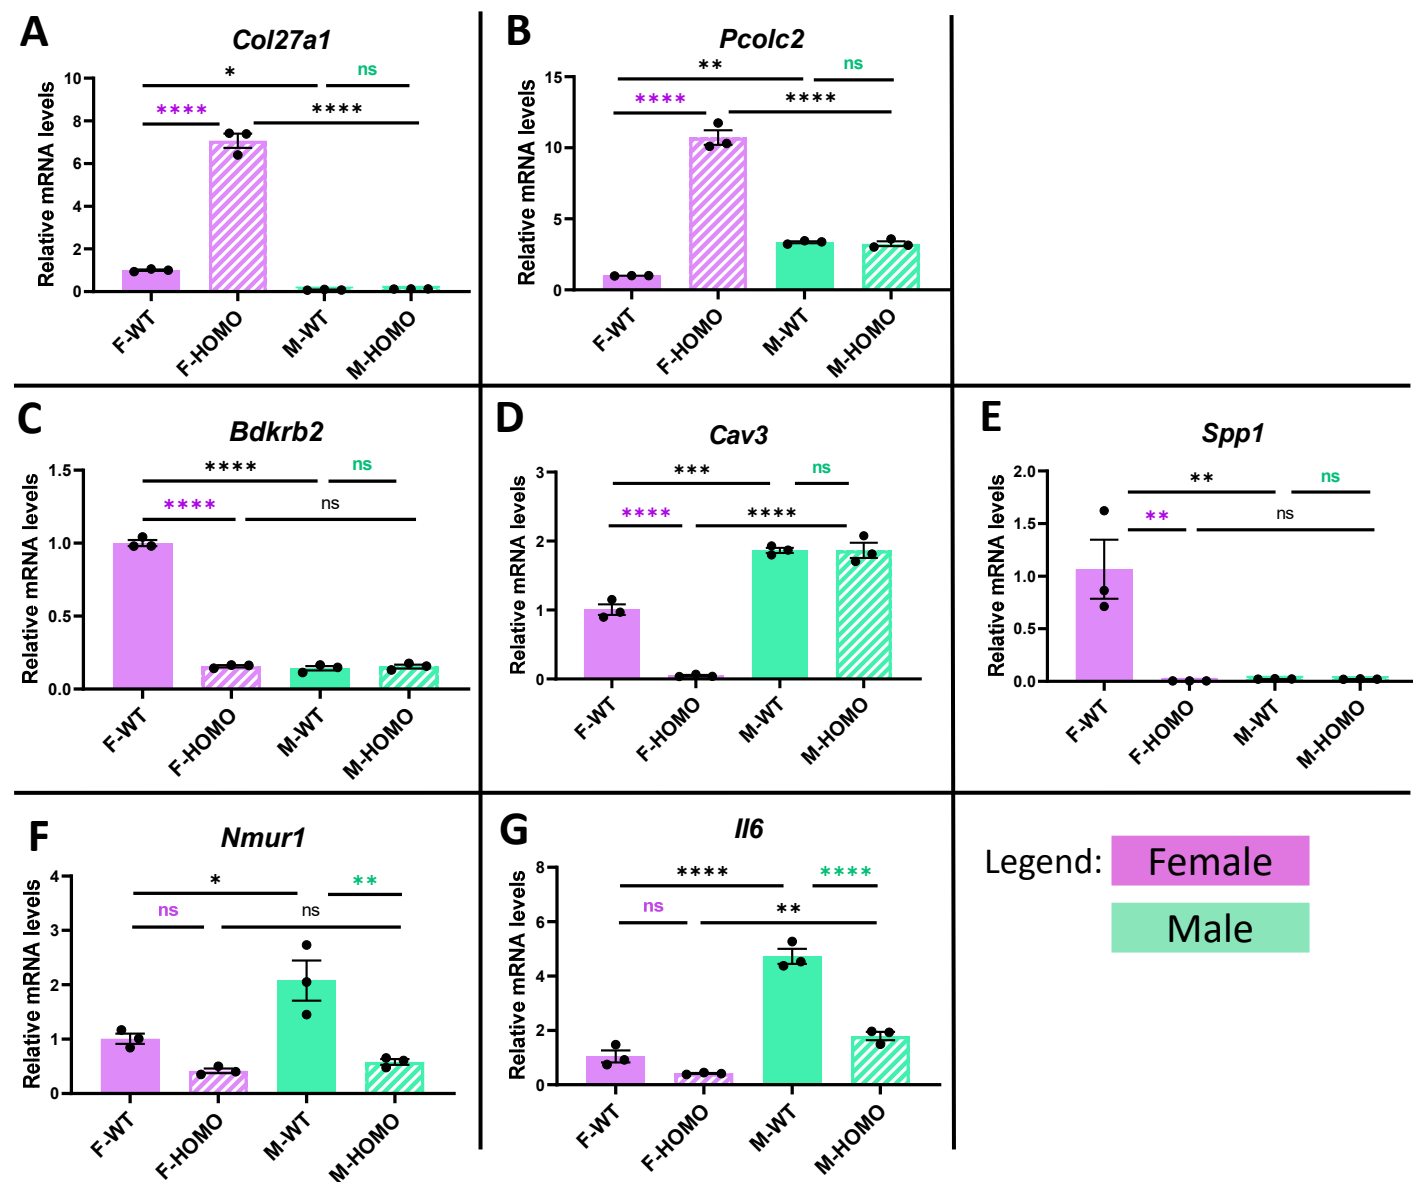 A
Col27a1
*
ns
****
****
Relative mRNA levels
10
8
6
4
2
0
F-WT
F-HOMO
M-WT
M-HOMO
B
Pcolc2
**
ns
****
****
Relative mRNA levels
15
10
5
0
F-WT
F-HOMO
M-WT
M-HOMO
C
Bdkrb2
****
ns
****
ns
Relative mRNA levels
1.5
1.0
0.5
0.0
F-WT
F-HOMO
M-WT
M-HOMO
D
Cav3
***
ns
****
****
Relative mRNA levels
3
2
1
0
F-WT
F-HOMO
M-WT
M-HOMO
E
Spp1
**
ns
**
ns
Relative mRNA levels
2.0
1.5
1.0
0.5
0.0
F-WT
F-HOMO
M-WT
M-HOMO
F
Nmur1
*
**
ns
ns
Relative mRNA levels
4
3
2
1
0
F-WT
F-HOMO
M-WT
M-HOMO
G
Il6
****
****
ns
**
Relative mRNA levels
8
6
4
2
0
F-WT
F-HOMO
M-WT
M-HOMO
Legend: Female
Male